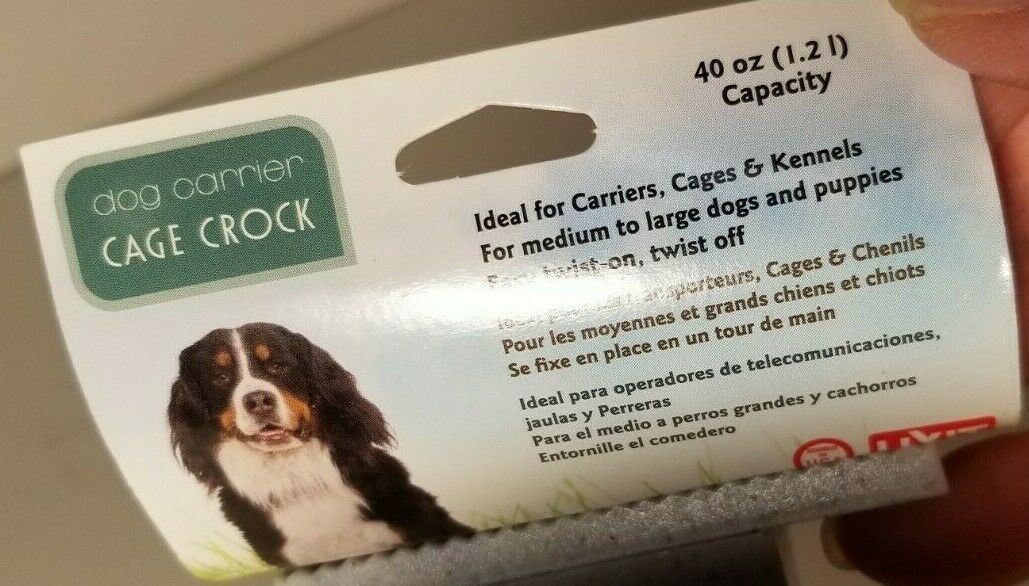 dog carrier
CAGE CROCK
40 oz (1.2 l)
Capacity
Ideal for Carriers, Cages & Kennels
For medium to large dogs and puppies
twist-on, twist off
Cages & Chenils
Pour les moyennes et grands chiens et chiots
Se fixe en place en un tour de main
Ideal para operadores de telecomunicaciones,
jaulas y Perreras
Para el medio a perros grandes y cachorros
Entornille el comedero